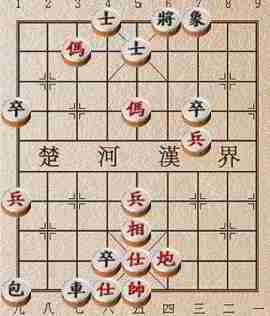 1 2 3 4 5 6 7 8 9
士 將 象
傌 士
卒 傌 卒
兵
楚 河 漢 界
兵 兵
相
卒 仕 炮
包 車 仕 帥
九 八 七 六 五 四 三 二 一